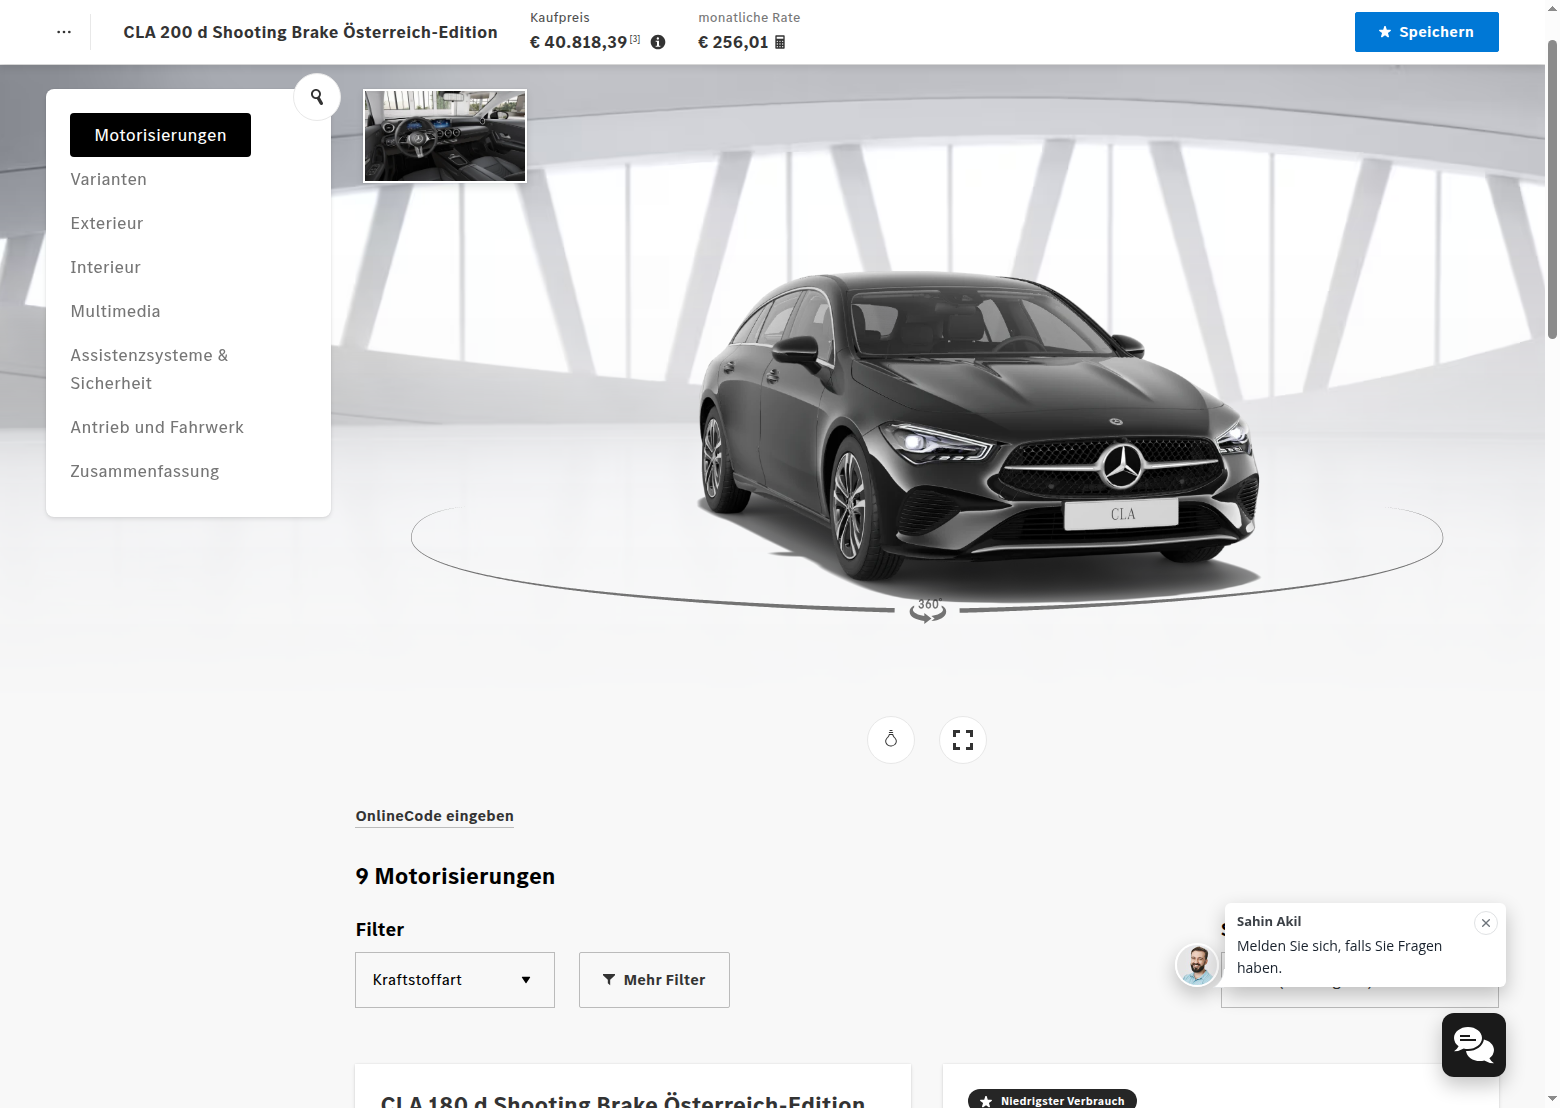 ...
CLA 200 d Shooting Brake Österreich-Edition
Kaufpreis
€ 40.818,39[3]
monatliche Rate
€ 256,01
Speichern
Motorisierungen
Varianten
Exterieur
Interieur
Multimedia
Assistenzsysteme &
Sicherheit
Antrieb und Fahrwerk
Zusammenfassung
CLA
360°
OnlineCode eingeben
9 Motorisierungen
Filter
Kraftstoffart
Mehr Filter
Sahin Akil
Melden Sie sich, falls Sie Fragen
haben.
CLA 180 d Shooting Brake Österreich-Edition
Niedrigster Verbrauch